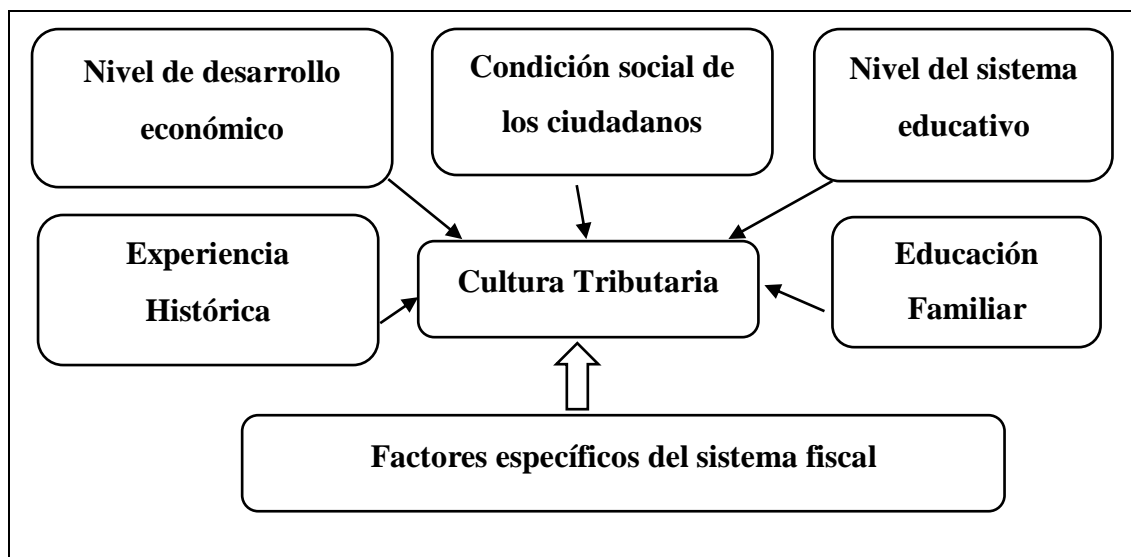 Nivel de desarrollo
económico
Condición social de
los ciudadanos
Nivel del sistema
educativo
Experiencia
Histórica
Cultura Tributaria
Educación
Familiar
Factores específicos del sistema fiscal